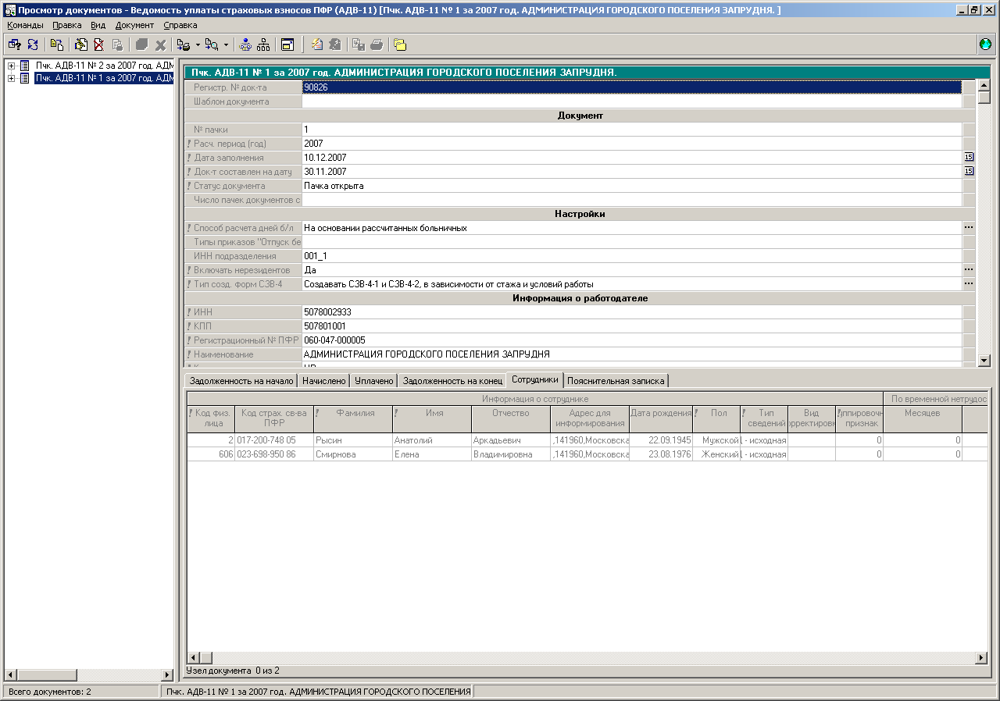 Просмотр документов - Ведомость уплаты страховых взносов ПФР (АДВ-11) [Пчк. АДВ-11 № 1 за 2007 год. АДМИНИСТРАЦИЯ ГОРОДСКОГО ПОСЕЛЕНИЯ ЗАПРУДНЯ. ]
Команды Правка Вид Документ Справка
Пчк. АДВ-11 № 2 за 2007 год. АДМ
Пчк. АДВ-11 № 1 за 2007 год. АДМ
Пчк. АДВ-11 № 1 за 2007 год. АДМИНИСТРАЦИЯ ГОРОДСКОГО ПОСЕЛЕНИЯ ЗАПРУДНЯ.
Регистр. № док-та 90826
Шаблон документа
Документ
№ пачки 1
! Расч. период (год) 2007
! Дата заполнения 10.12.2007 15
! Док-т составлен на дату 30.11.2007 15
! Статус документа Пачка открыта
Число пачек документов с
Настройки
! Способ расчета дней б/л На основании рассчитанных больничных ...
Типы приказов "Отпуск бе
ИНН подразделения 001_1
! Включать нерезидентов Да ...
! Тип созд. форм СЗВ-4 Создавать СЗВ-4-1 и СЗВ-4-2, в зависимости от стажа и условий работы ...
Информация о работодателе
! ИНН 5078002933
! КПП 507801001
! Регистрационный № ПФР 060-047-000005
! Наименование АДМИНИСТРАЦИЯ ГОРОДСКОГО ПОСЕЛЕНИЯ ЗАПРУДНЯ
Задолженность на начало Начислено Уплачено Задолженность на конец Сотрудники Пояснительная записка
Информация о сотруднике По временной нетрудос
! Код физ. лица Код страх. св-ва ПФР ! Фамилия ! Имя Отчество Адрес для информирования Дата рождения ! Пол ! Тип сведений Вид орректировк ! уппировочн признак Месяцев
2 017-200-748 05 Рысин Анатолий Аркадьевич ,141960,Московска 22.09.1945 Мужской - исходная 0 0
606 023-698-950 86 Смирнова Елена Владимировна ,141960,Московска 23.08.1976 Женский - исходная 0 0
Узел документа 0 из 2
Всего документов: 2 Пчк. АДВ-11 № 1 за 2007 год. АДМИНИСТРАЦИЯ ГОРОДСКОГО ПОСЕЛЕНИЯ